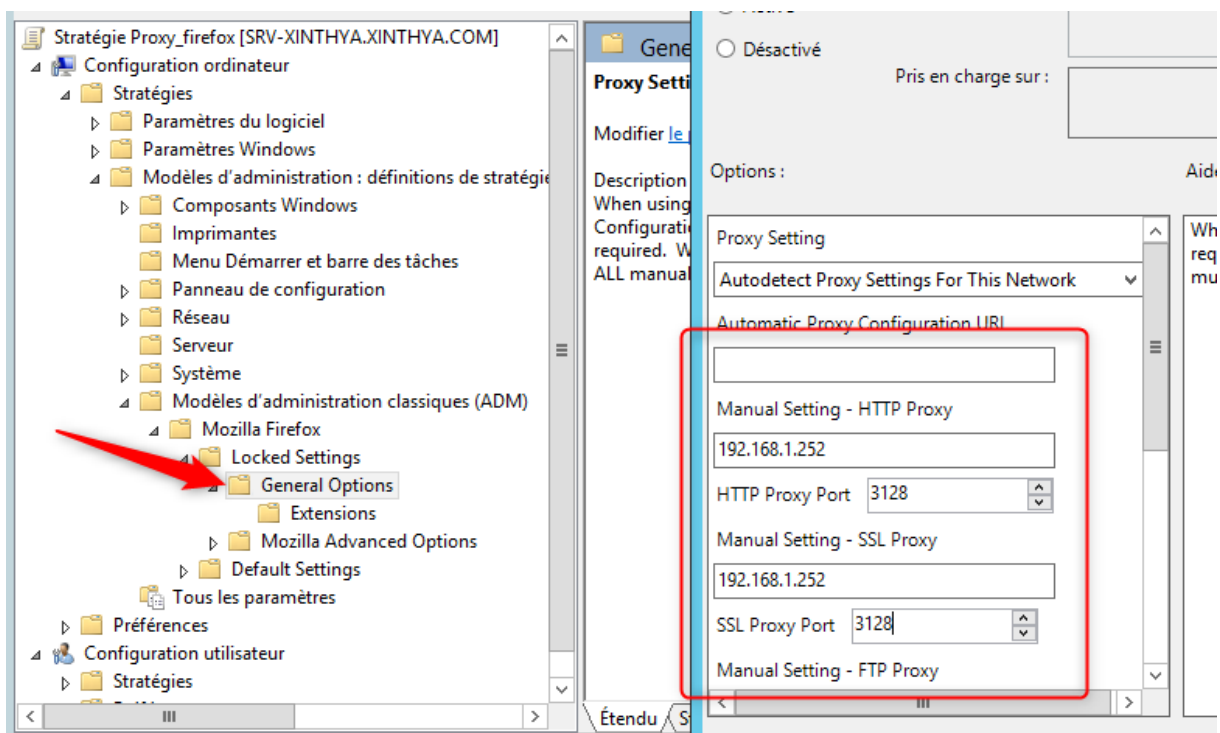 Stratégie Proxy_firefox [SRV-XINTHYA.XINTHYA.COM]
Configuration ordinateur
Stratégies
Paramètres du logiciel
Paramètres Windows
Modèles d'administration : définitions de stratégie
Composants Windows
Imprimantes
Menu Démarrer et barre des tâches
Panneau de configuration
Réseau
Serveur
Système
Modèles d'administration classiques (ADM)
Mozilla Firefox
Locked Settings
General Options
Extensions
Mozilla Advanced Options
Default Settings
Tous les paramètres
Préférences
Configuration utilisateur
Stratégies
Gene
Proxy Setti
Modifier le p
Description
When using
Configurati
required. W
ALL manual
Étendu
S
Désactivé
Pris en charge sur :
Options :
Aide
Proxy Setting
Autodetect Proxy Settings For This Network
Automatic Proxy Configuration URL
Manual Setting - HTTP Proxy
192.168.1.252
HTTP Proxy Port 3128
Manual Setting - SSL Proxy
192.168.1.252
SSL Proxy Port 3128
Manual Setting - FTP Proxy
Wh
req
mu